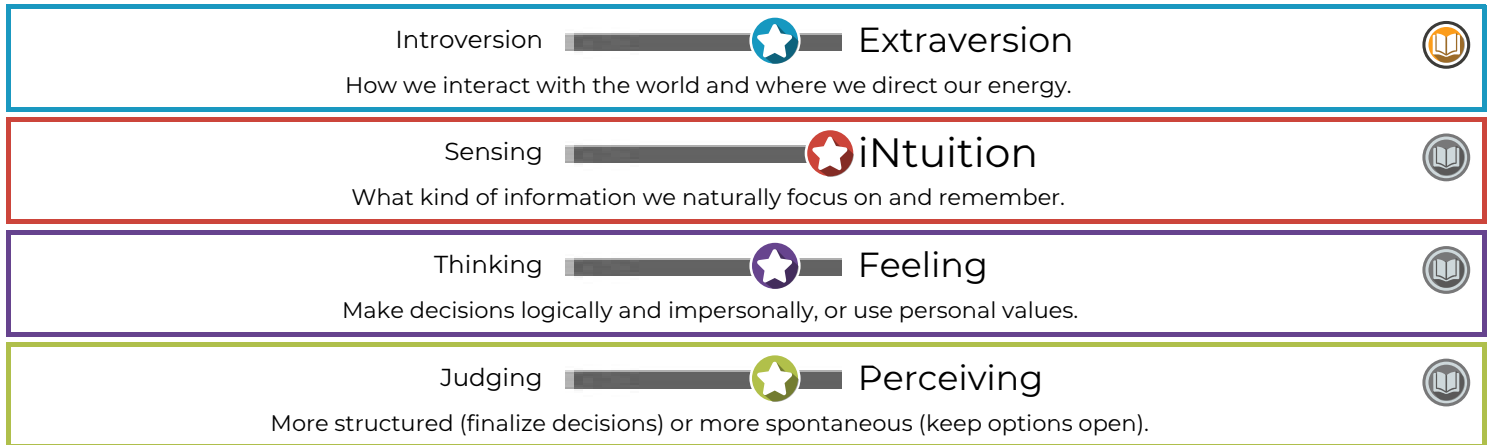 Introversion Extraversion
How we interact with the world and where we direct our energy.
Sensing iNtuition
What kind of information we naturally focus on and remember.
Thinking Feeling
Make decisions logically and impersonally, or use personal values.
Judging Perceiving
More structured (finalize decisions) or more spontaneous (keep options open).